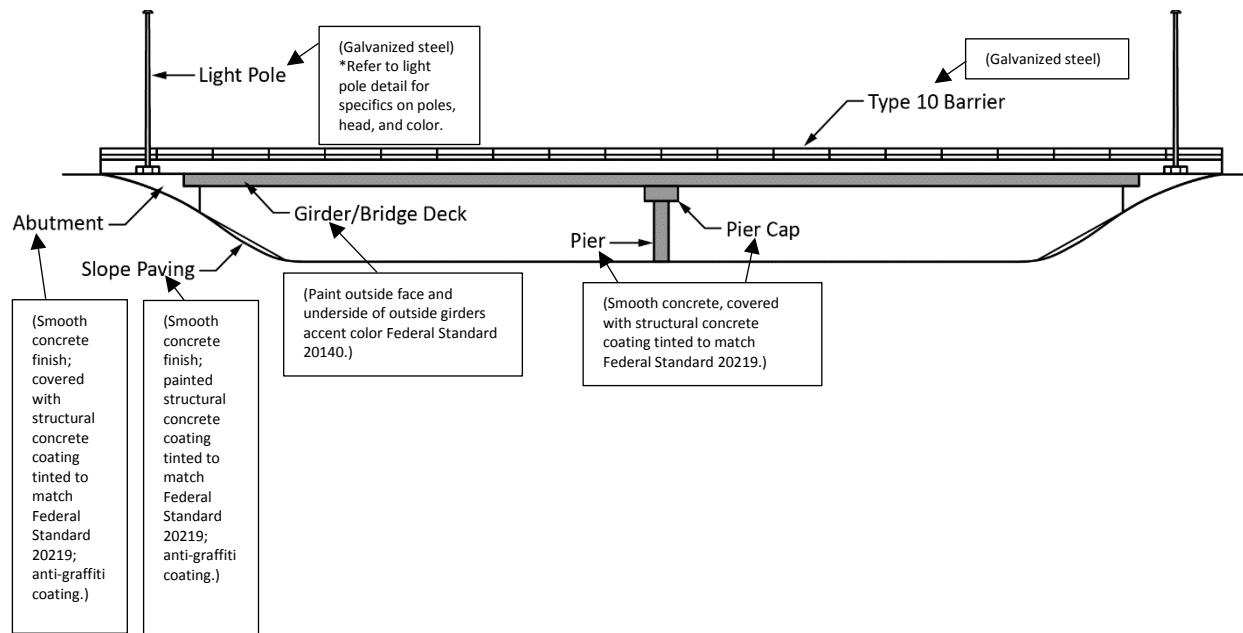 Light Pole
(Galvanized steel)
*Refer to light
pole detail for
specifics on poles,
head, and color.
(Galvanized steel)
Type 10 Barrier
Abutment
Girder/Bridge Deck
Pier
Pier Cap
Slope Paving
(Smooth
concrete
finish;
covered
with
structural
concrete
coating
tinted to
match
Federal
Standard
20219;
anti-graffiti
coating.)
(Smooth
concrete
finish;
painted
structural
concrete
coating
tinted to
match
Federal
Standard
20219;
anti-graffiti
coating.)
(Paint outside face and
underside of outside girders
accent color Federal Standard
20140.)
(Smooth concrete, covered
with structural concrete
coating tinted to match
Federal Standard 20219.)